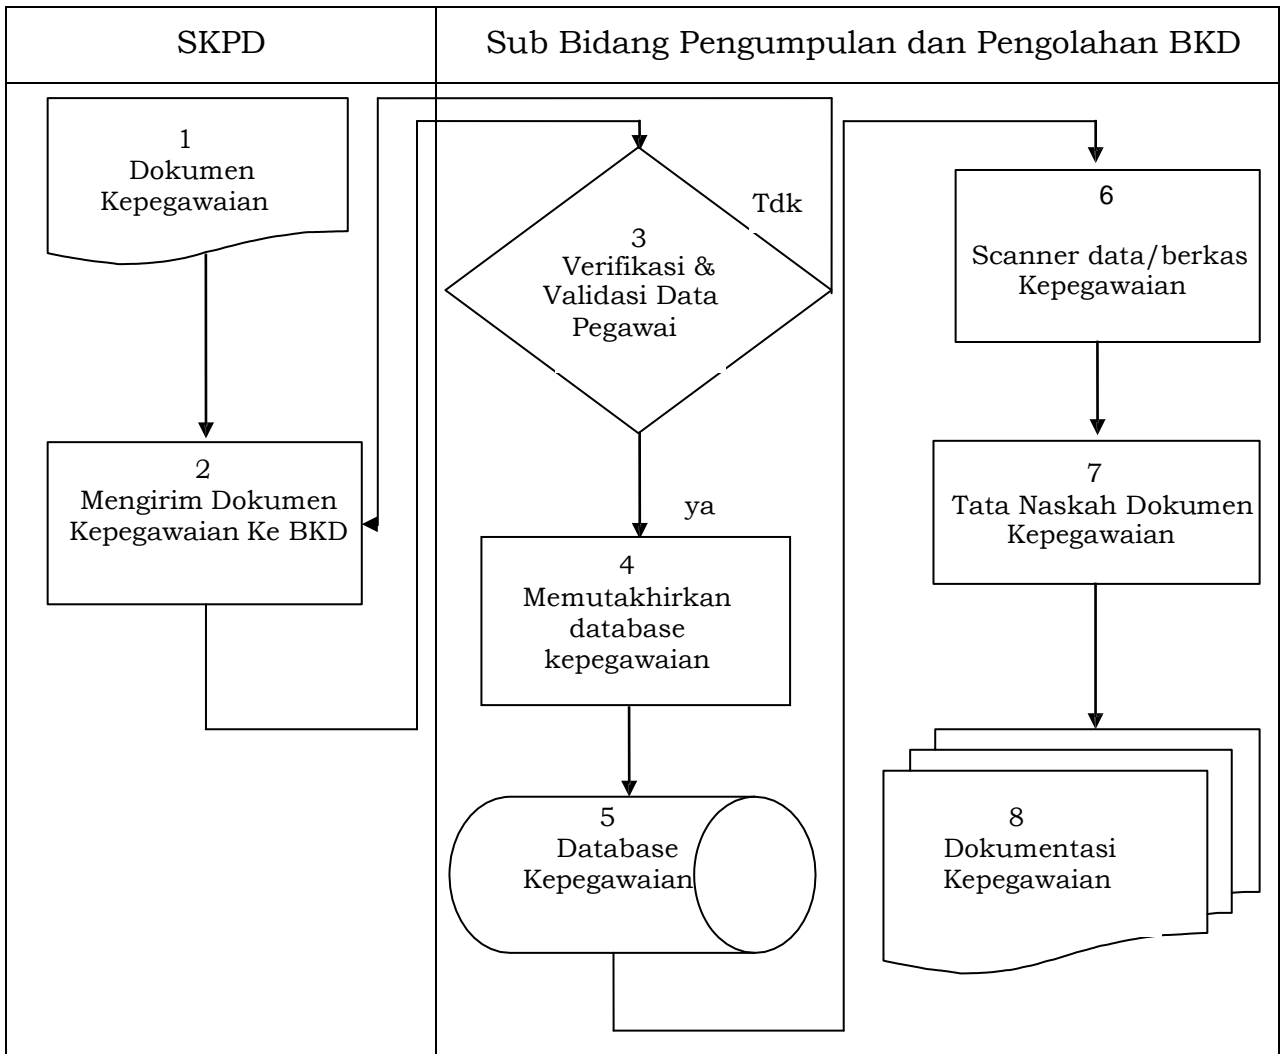 SKPD
Sub Bidang Pengumpulan dan Pengolahan BKD
1
Dokumen
Kepegawaian
2
Mengirim Dokumen
Kepegawaian Ke BKD
3
Verifikasi &
Validasi Data
Pegawai
Tdk
ya
4
Memutakhirkan
database
kepegawaian
5
Database
Kepegawaian
6
Scanner data/berkas
Kepegawaian
7
Tata Naskah Dokumen
Kepegawaian
8
Dokumentasi
Kepegawaian